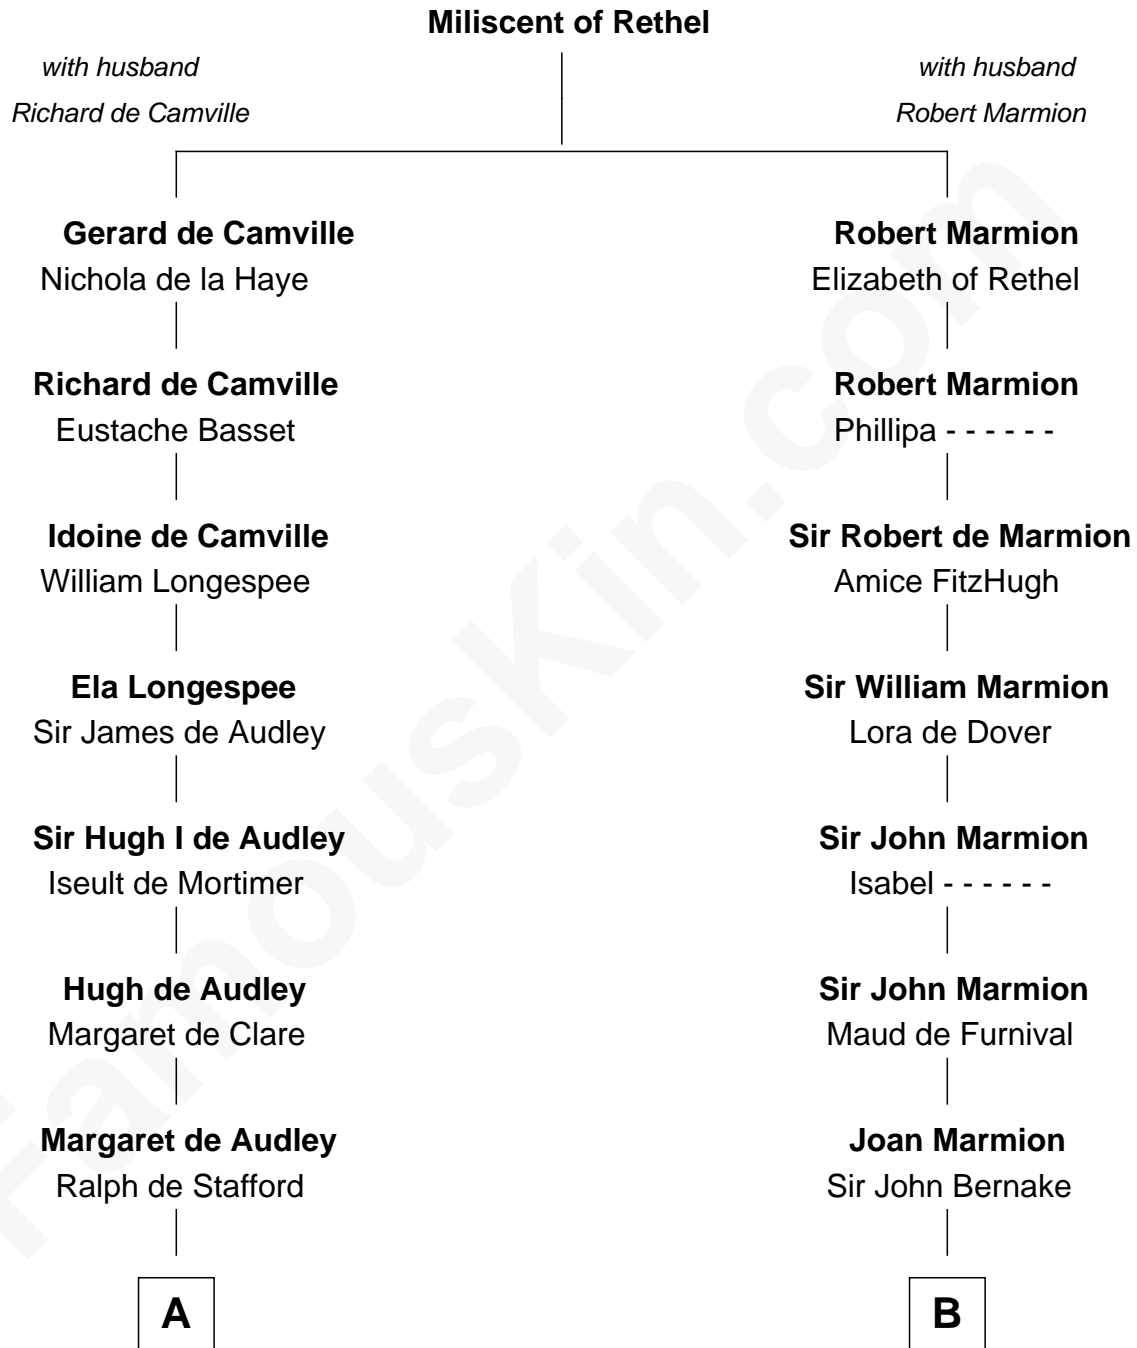 Miliscent of Rethel
with husband
Richard de Camville
with husband
Robert Marmion
Gerard de Camville
Nichola de la Haye
Robert Marmion
Elizabeth of Rethel
Richard de Camville
Eustache Basset
Robert Marmion
Phillipa - - - - - -
Idoine de Camville
William Longespee
Sir Robert de Marmion
Amice FitzHugh
Ela Longespee
Sir James de Audley
Sir William Marmion
Lora de Dover
Sir Hugh I de Audley
Iseult de Mortimer
Sir John Marmion
Isabel - - - - - -
Hugh de Audley
Margaret de Clare
Sir John Marmion
Maud de Furnival
Margaret de Audley
Ralph de Stafford
Joan Marmion
Sir John Bernake
A
B
FamousKin.com